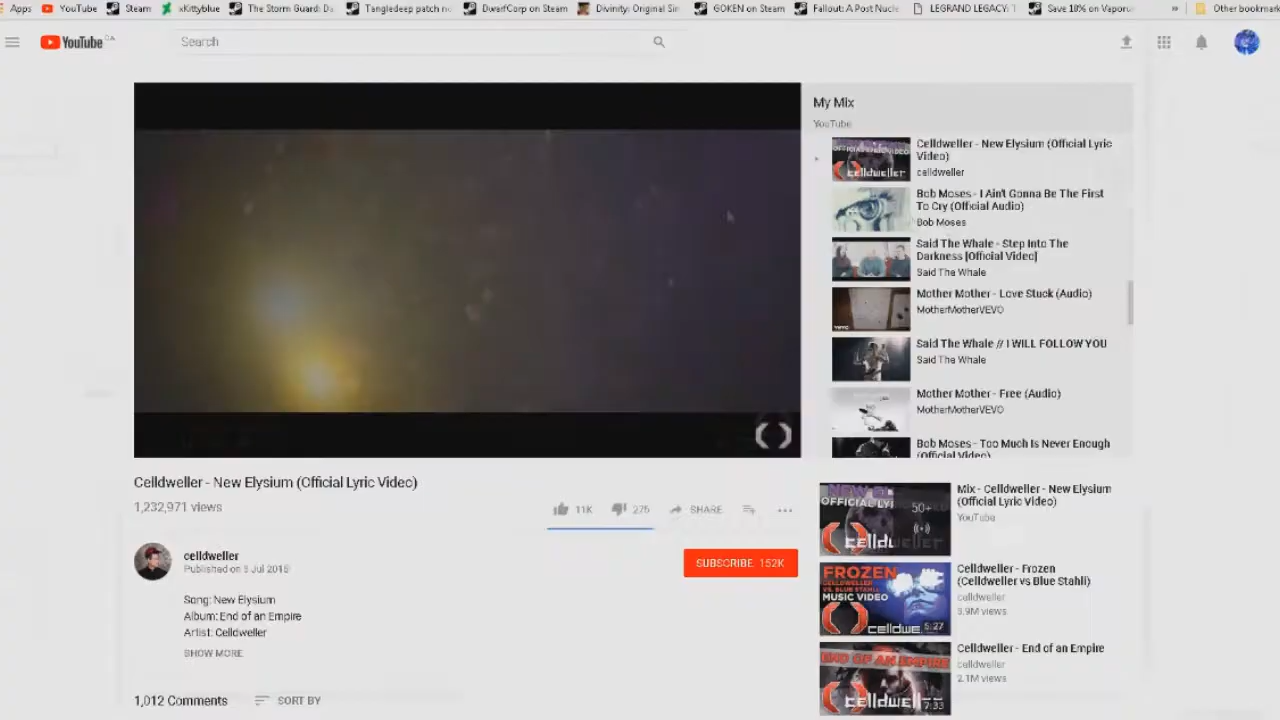 Apps YouTube Steam xKittyblue The Storm Guard: Da Tangledeep patch no DwarfCorp on Steam Divinity: Original Sin GOKEN on Steam Fallout: A Post Nucle LEGRAND LEGACY: T Save 10% on Vaporu » Other bookmark
YouTube CA
Search
My Mix
YouTube
Celldweller - New Elysium (Official Lyric
Video)
celldweller
Bob Moses - I Ain't Gonna Be The First
To Cry (Official Audio)
Bob Moses
Said The Whale - Step Into The
Darkness [Official Video]
Said The Whale
Mother Mother - Love Stuck (Audio)
MotherMotherVEVO
Said The Whale // I WILL FOLLOW YOU
Said The Whale
Mother Mother - Free (Audio)
MotherMotherVEVO
Bob Moses - Too Much Is Never Enough
(Official Video)
Celldweller - New Elysium (Official Lyric Video)
1,232,971 views
11K 275 SHARE
celldweller
Published on 5 Jul 2015
SUBSCRIBE 152K
Song: New Elysium
Album: End of an Empire
Artist: Celldweller
SHOW MORE
1,012 Comments SORT BY
Mix - Celldweller - New Elysium
(Official Lyric Video)
YouTube
50+
celldweller
Celldweller - Frozen
(Celldweller vs Blue Stahli)
celldweller
3.9M views
FROZEN
CELLDWELLER
VS. BLUE STAHLI
MUSIC VIDEO
5:27
Celldweller - End of an Empire
celldweller
2.1M views
END OF AN EMPIRE
7:33